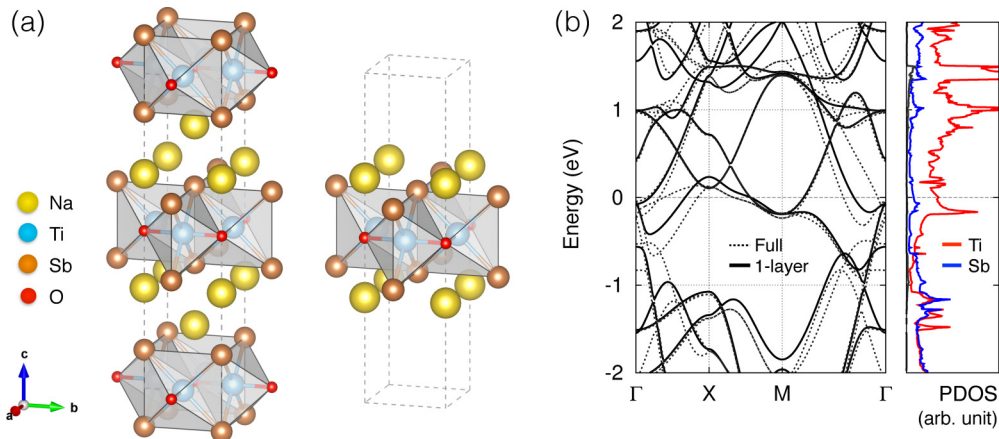 (a)
Na
Ti
Sb
O
c
a
b
(b)
Energy (eV)
2
1
0
-1
-2
Full
1-layer
Γ
X
M
Γ
Ti
Sb
PDOS
(arb. unit)